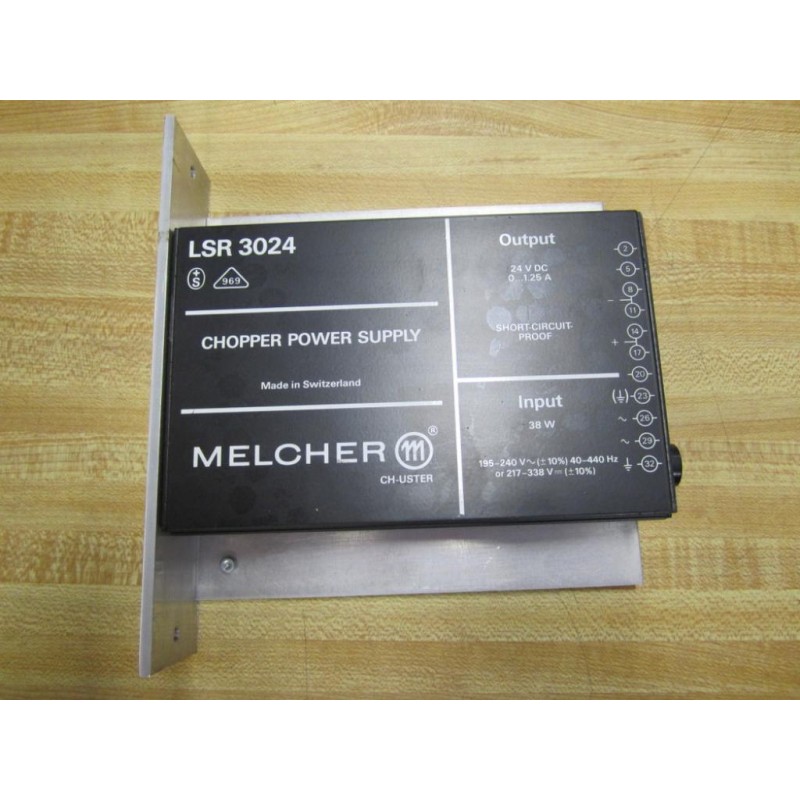 LSR 3024
+S 969
CHOPPER POWER SUPPLY
Made in Switzerland
MELCHER m ®
CH-USTER
Output
24 V DC
0...1.25 A
SHORT-CIRCUIT-
PROOF
Input
38 W
195–240 V ~ (±10%) 40–440 Hz
or 217–338 V ⎓ (±10%)
2
5
8
−
11
14
+
17
20
(⏚) 23
~ 26
~ 29
⏚ 32